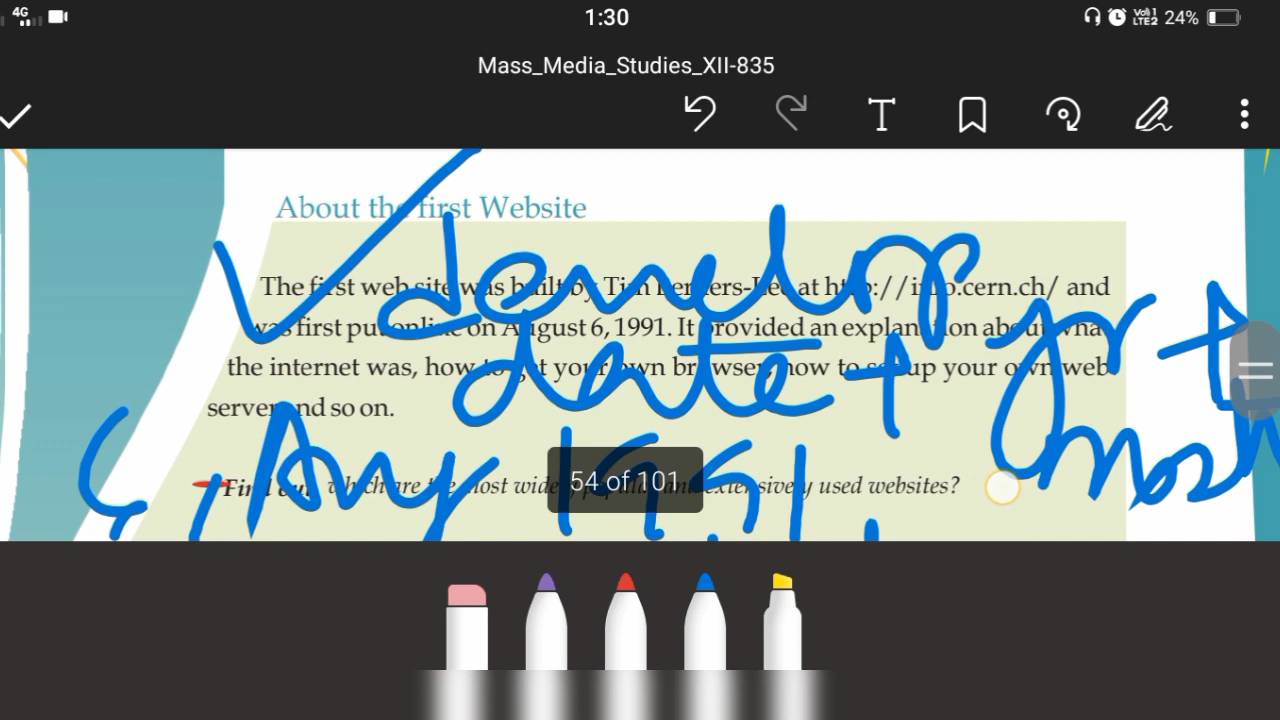 4G 1:30 Vo) 1 LTE2 24%
Mass_Media_Studies_XII-835
T
About the first Website
The first web site was built by Tim Berners-Lee at http://info.cern.ch/ and
was first put online on August 6, 1991. It provided an explanation about what
the internet was, how to get your own browser, how to set up your own web
server and so on.
Find out, which are the most widely popular and extensively used websites?
54 of 101
develop
date + yr
Aug 1991